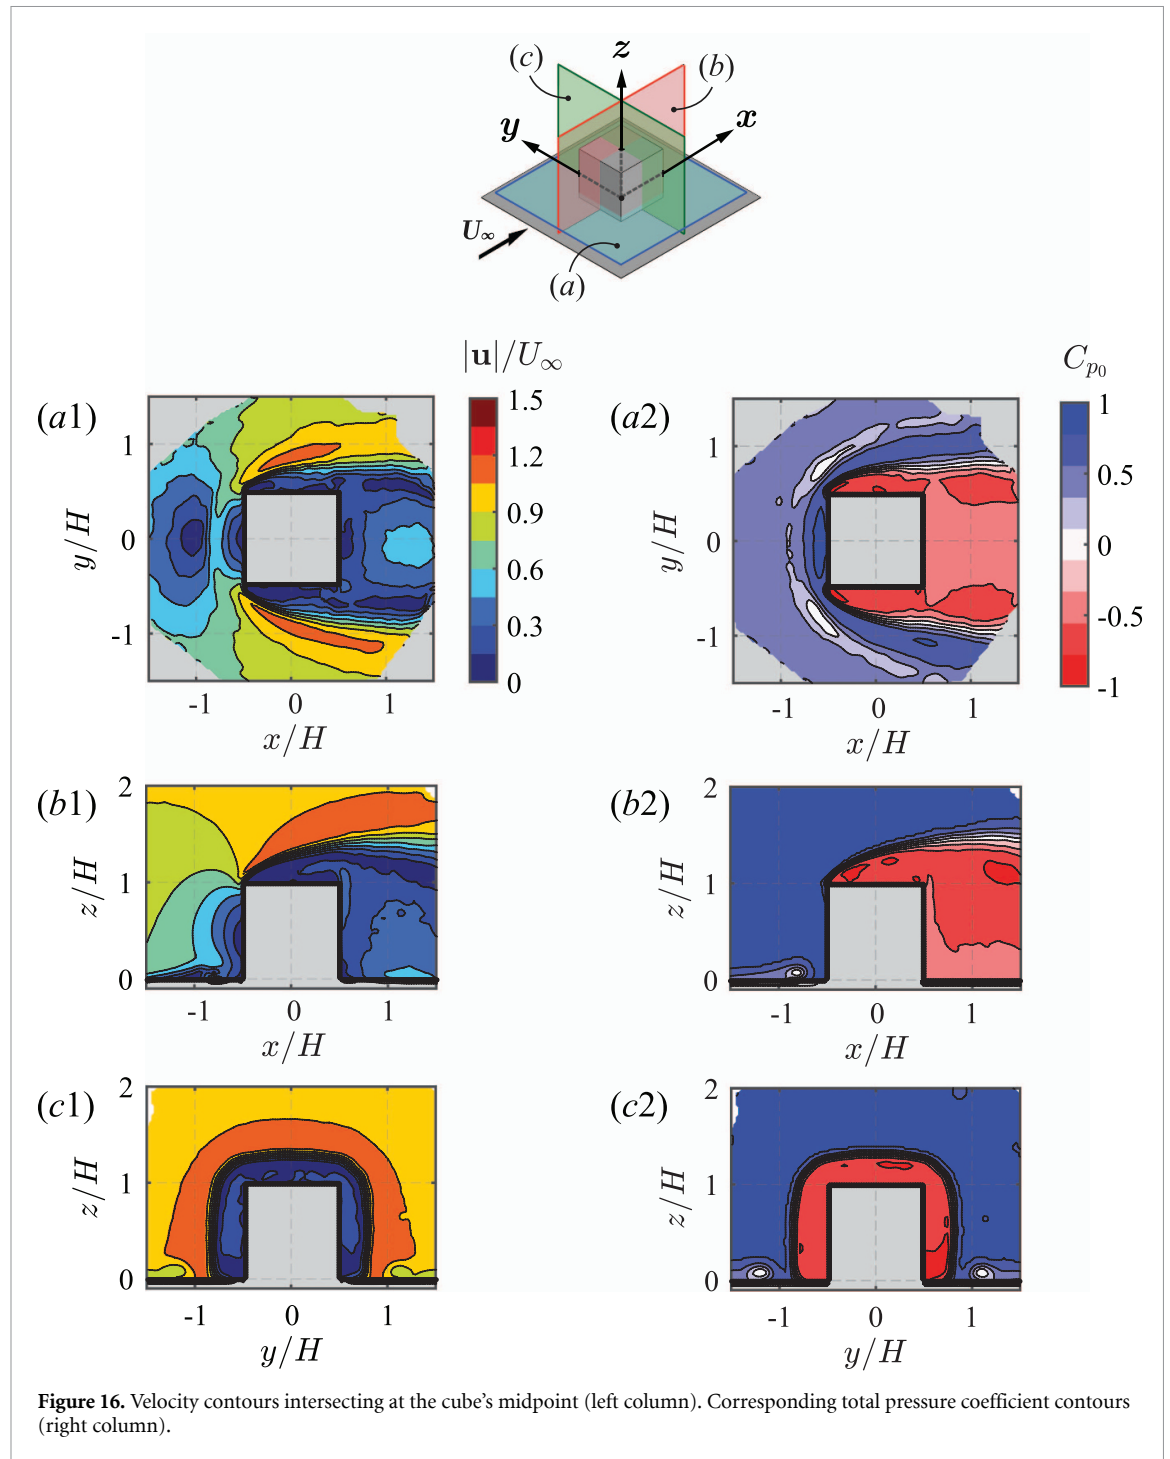 z
(c)
(b)
y
x
U∞
(a)
|u|/U∞
Cp0
(a1)
1
0
-1
-1 0 1
x/H
y/H
1.5
1.2
0.9
0.6
0.3
0
(a2)
1
0
-1
-1 0 1
x/H
y/H
1
0.5
0
-0.5
-1
(b1)
2
1
0
z/H
-1 0 1
x/H
(b2)
2
1
0
z/H
-1 0 1
x/H
(c1)
2
1
0
z/H
-1 0 1
y/H
(c2)
2
1
0
z/H
-1 0 1
y/H
Figure 16. Velocity contours intersecting at the cube's midpoint (left column). Corresponding total pressure coefficient contours
(right column).